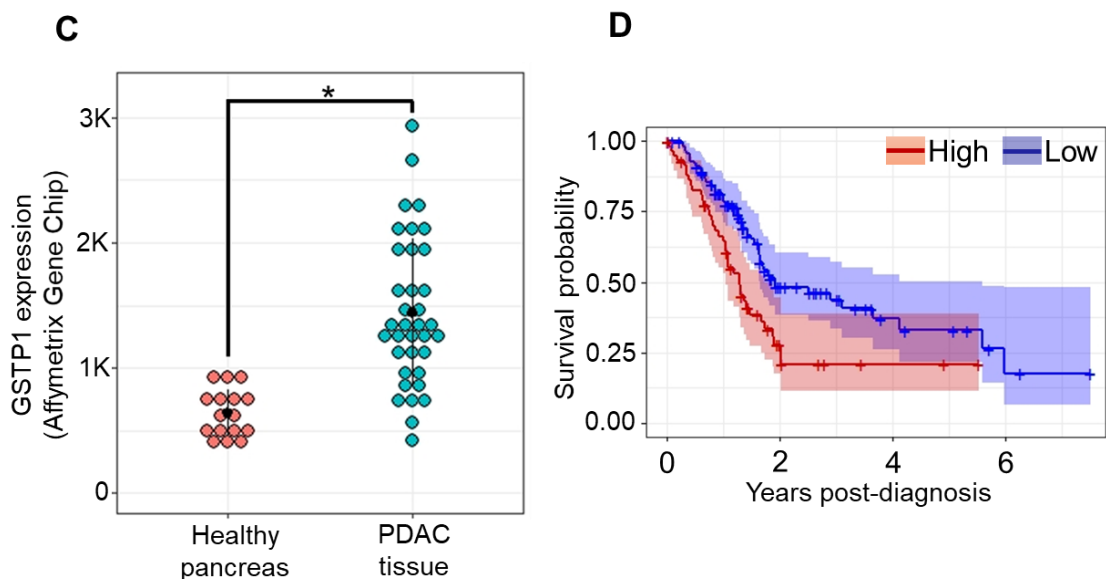 C
GSTP1 expression
(Affymetrix Gene Chip)
3K
2K
1K
0
*
Healthy
pancreas
PDAC
tissue
D
Survival probability
1.00
0.75
0.50
0.25
0.00
High
Low
0
2
4
6
Years post-diagnosis